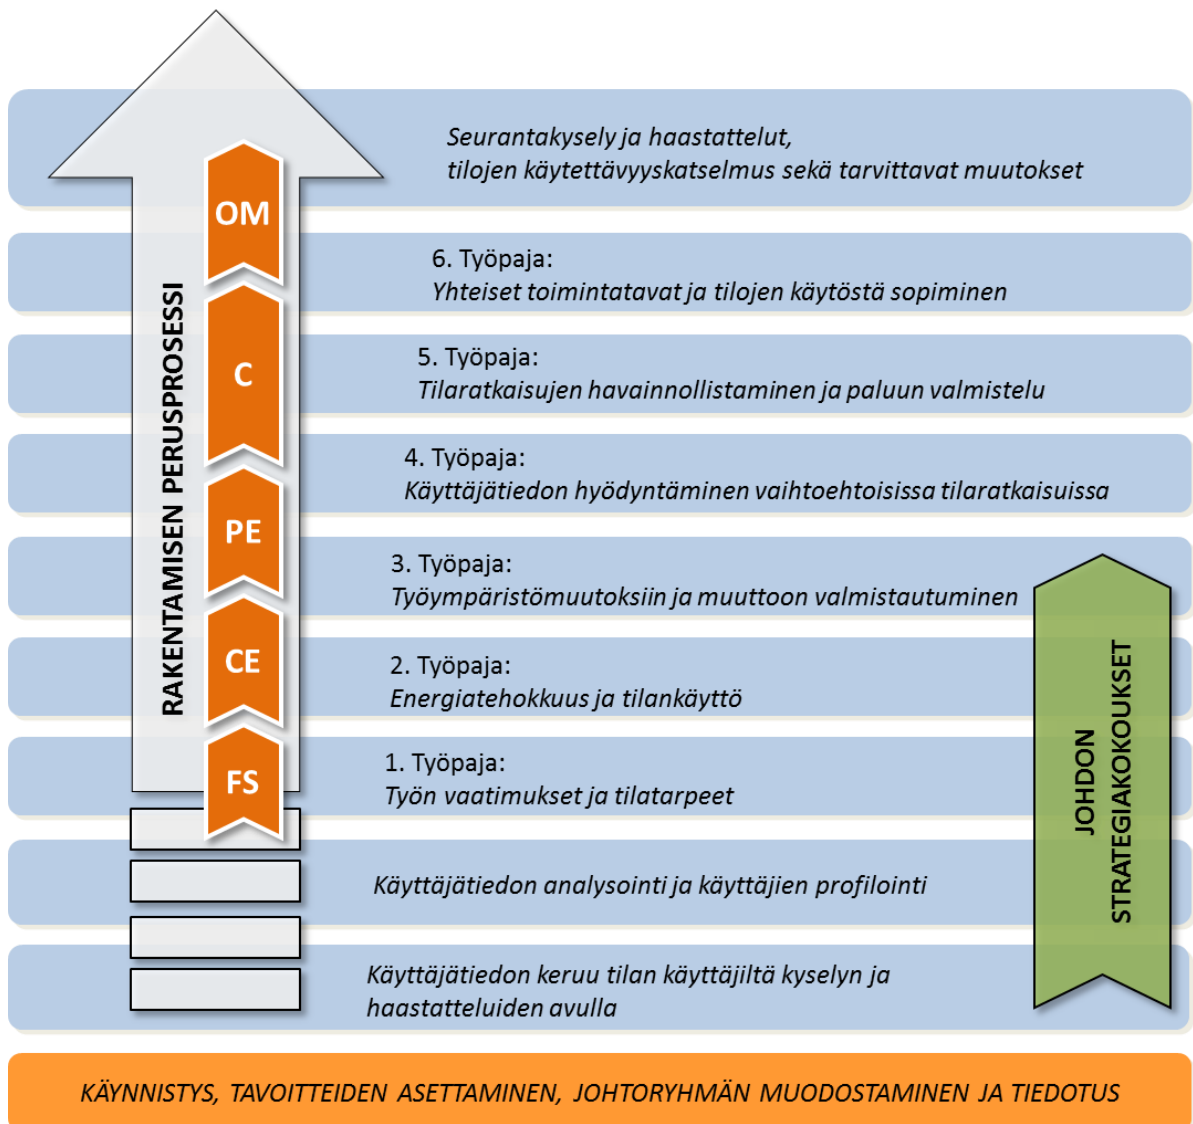 Seurantakysely ja haastattelut,
tilojen käytettävyyskatselmus sekä tarvittavat muutokset
OM
6. Työpaja:
Yhteiset toimintatavat ja tilojen käytöstä sopiminen
RAKENTAMISEN PERUSPROSESSI
C
5. Työpaja:
Tilaratkaisujen havainnollistaminen ja paluun valmistelu
4. Työpaja:
Käyttäjätiedon hyödyntäminen vaihtoehtoisissa tilaratkaisuissa
PE
3. Työpaja:
Työympäristömuutoksiin ja muuttoon valmistautuminen
CE
2. Työpaja:
Energiatehokkuus ja tilankäyttö
JOHDON
STRATEGIAKOKOUKSET
FS
1. Työpaja:
Työn vaatimukset ja tilatarpeet
Käyttäjätiedon analysointi ja käyttäjien profilointi
Käyttäjätiedon keruu tilan käyttäjiltä kyselyn ja
haastatteluiden avulla
KÄYNNISTYS, TAVOITTEIDEN ASETTAMINEN, JOHTORYHMÄN MUODOSTAMINEN JA TIEDOTUS